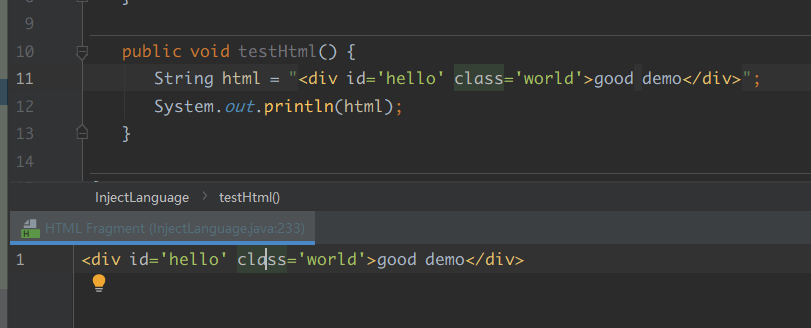 9
10 public void testHtml() {
11 String html = "<div id='hello' class='world'>good demo</div>";
12 System.out.println(html);
13 }
14
InjectLanguage > testHtml()
H HTML Fragment (InjectLanguage.java:233)
1 <div id='hello' class='world'>good demo</div>